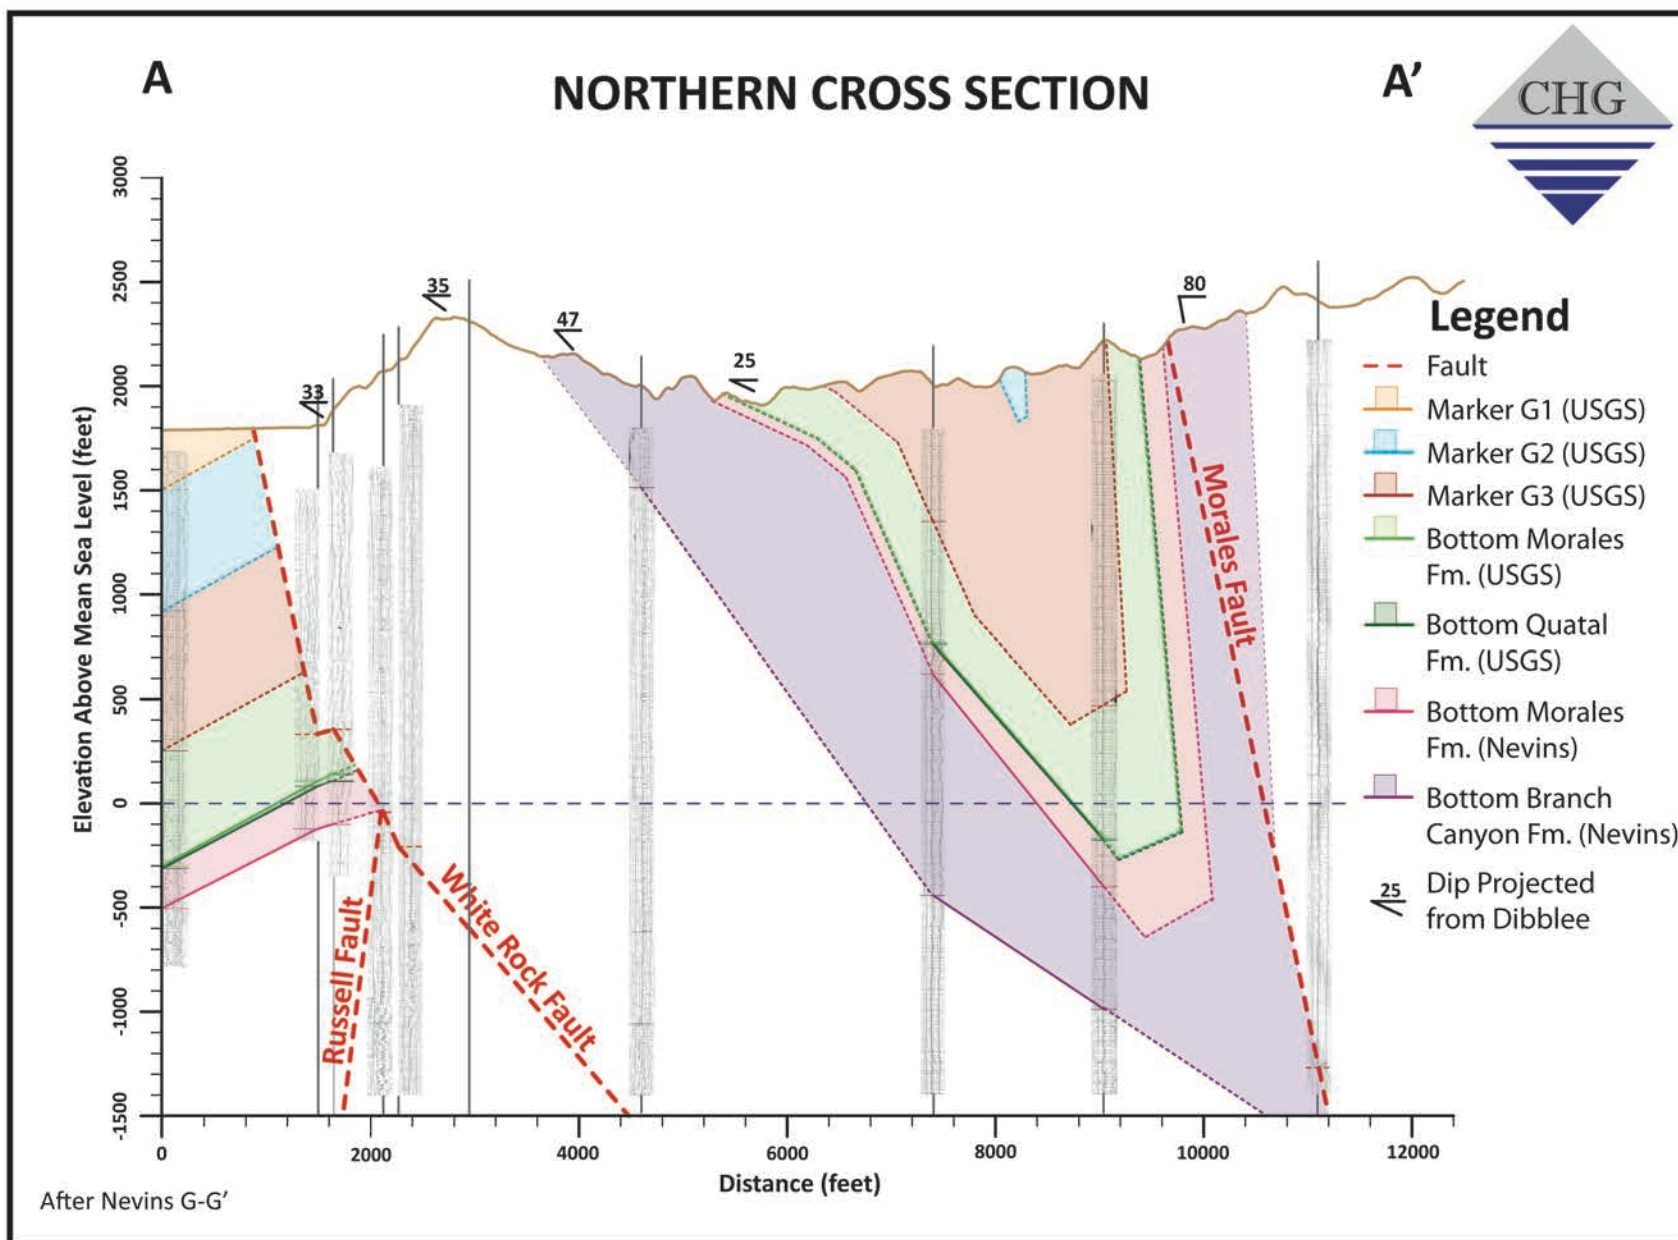 A
NORTHERN CROSS SECTION
A’
CHG
3000
2500
2000
1500
1000
500
0
-500
-1000
-1500
Elevation Above Mean Sea Level (feet)
33
35
47
25
80
Morales Fault
Russell Fault
White Rock Fault
Legend
Fault
Marker G1 (USGS)
Marker G2 (USGS)
Marker G3 (USGS)
Bottom Morales
Fm. (USGS)
Bottom Quatal
Fm. (USGS)
Bottom Morales
Fm. (Nevins)
Bottom Branch
Canyon Fm. (Nevins)
25
Dip Projected
from Dibblee
0
2000
4000
6000
8000
10000
12000
Distance (feet)
After Nevins G-G’